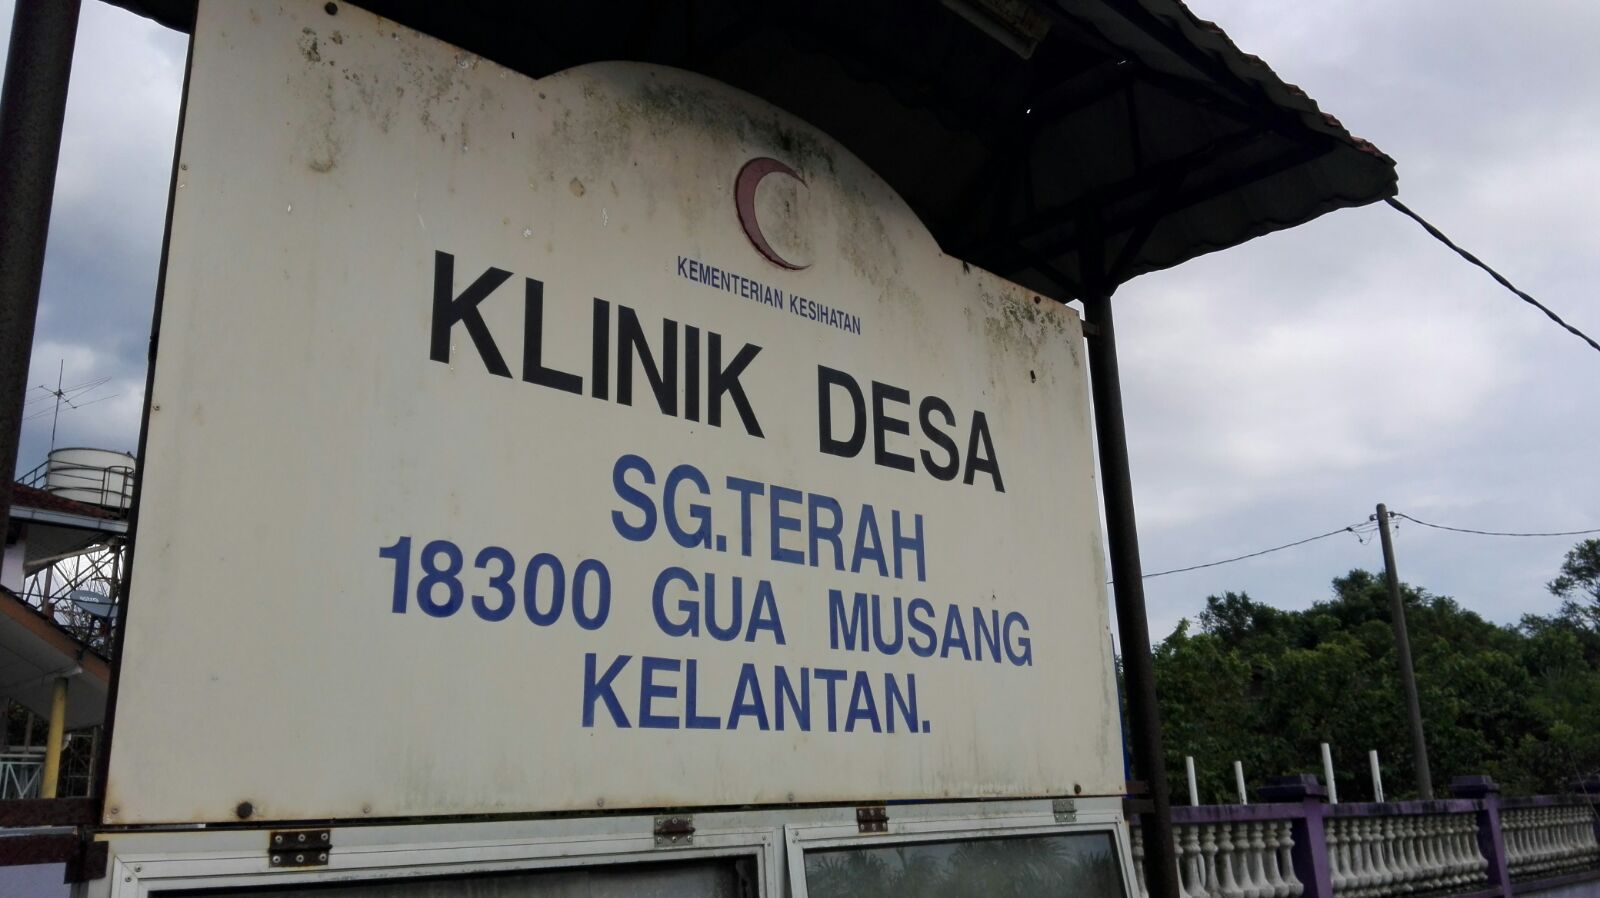 KEMENTERIAN KESIHATAN
KLINIK DESA
SG.TERAH
18300 GUA MUSANG
KELANTAN.